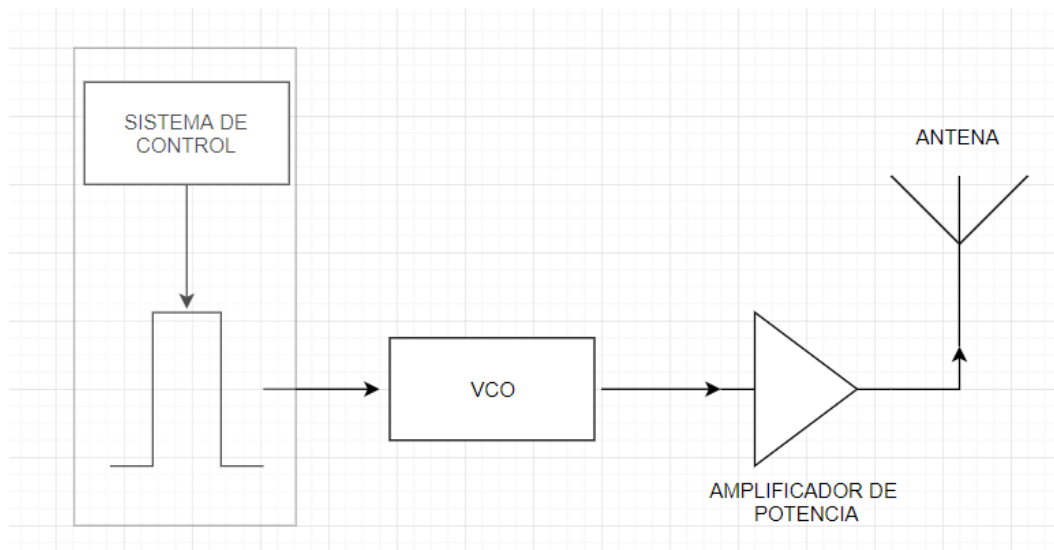 SISTEMA DE
CONTROL
ANTENA
VCO
AMPLIFICADOR DE
POTENCIA